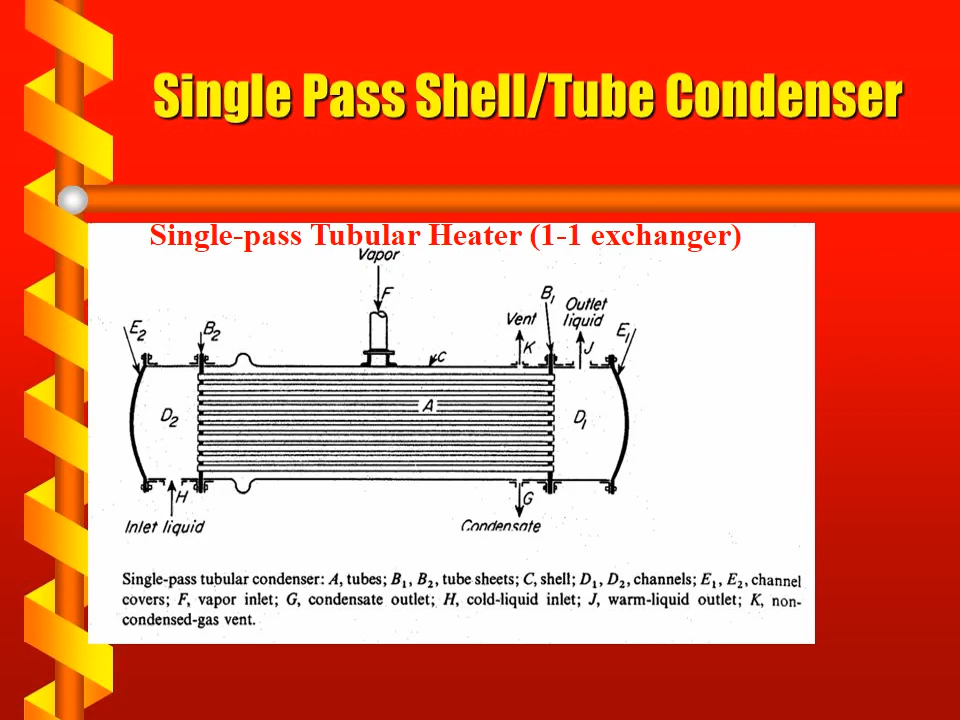 Single Pass Shell/Tube Condenser
Single-pass Tubular Heater (1-1 exchanger)
Vapor
F
B₁
Outlet
liquid
Vent
E₂
B₂
K
J
E₁
C
A
D₂
D₁
H
G
Inlet liquid
Condensate
Single-pass tubular condenser: A, tubes; B₁, B₂, tube sheets; C, shell; D₁, D₂, channels; E₁, E₂, channel
covers; F, vapor inlet; G, condensate outlet; H, cold-liquid inlet; J, warm-liquid outlet; K, non-
condensed-gas vent.